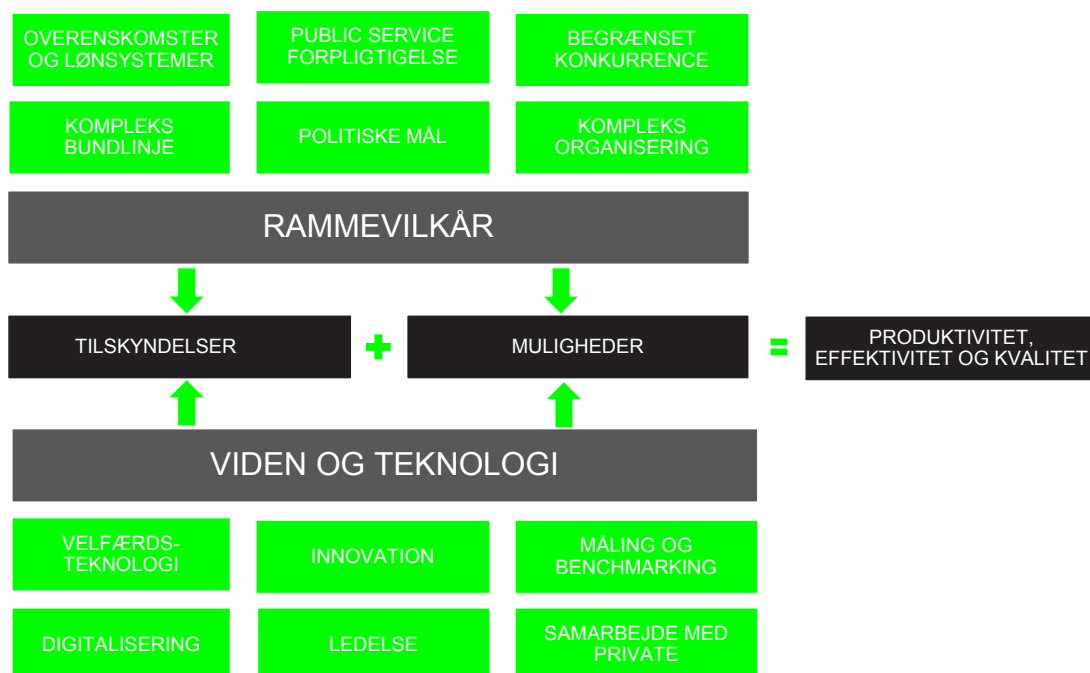 OVERENSKOMSTER
OG LØNSYSTEMER
PUBLIC SERVICE
FORPLIGTIGELSE
BEGRÆNSET
KONKURRENCE
KOMPLEKS
BUNDLINJE
POLITISKE MÅL
KOMPLEKS
ORGANISERING
RAMMEVILKÅR
TILSKYNDELSER
+
MULIGHEDER
=
PRODUKTIVITET,
EFFEKTIVITET OG KVALITET
VIDEN OG TEKNOLOGI
VELFÆRDS-
TEKNOLOGI
INNOVATION
MÅLING OG
BENCHMARKING
DIGITALISERING
LEDELSE
SAMARBEJDE MED
PRIVATE